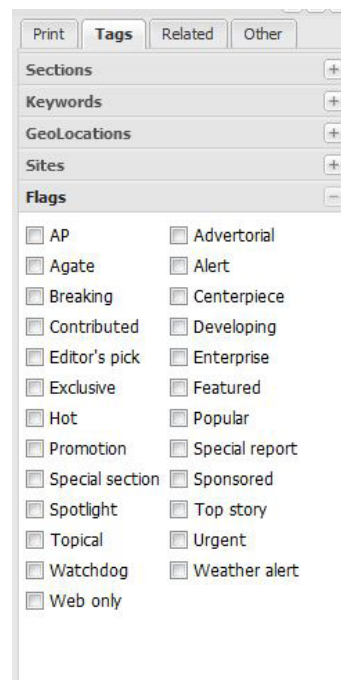 Print Tags Related Other
Sections
Keywords
GeoLocations
Sites
Flags
AP Advertorial
Agate Alert
Breaking Centerpiece
Contributed Developing
Editor's pick Enterprise
Exclusive Featured
Hot Popular
Promotion Special report
Special section Sponsored
Spotlight Top story
Topical Urgent
Watchdog Weather alert
Web only